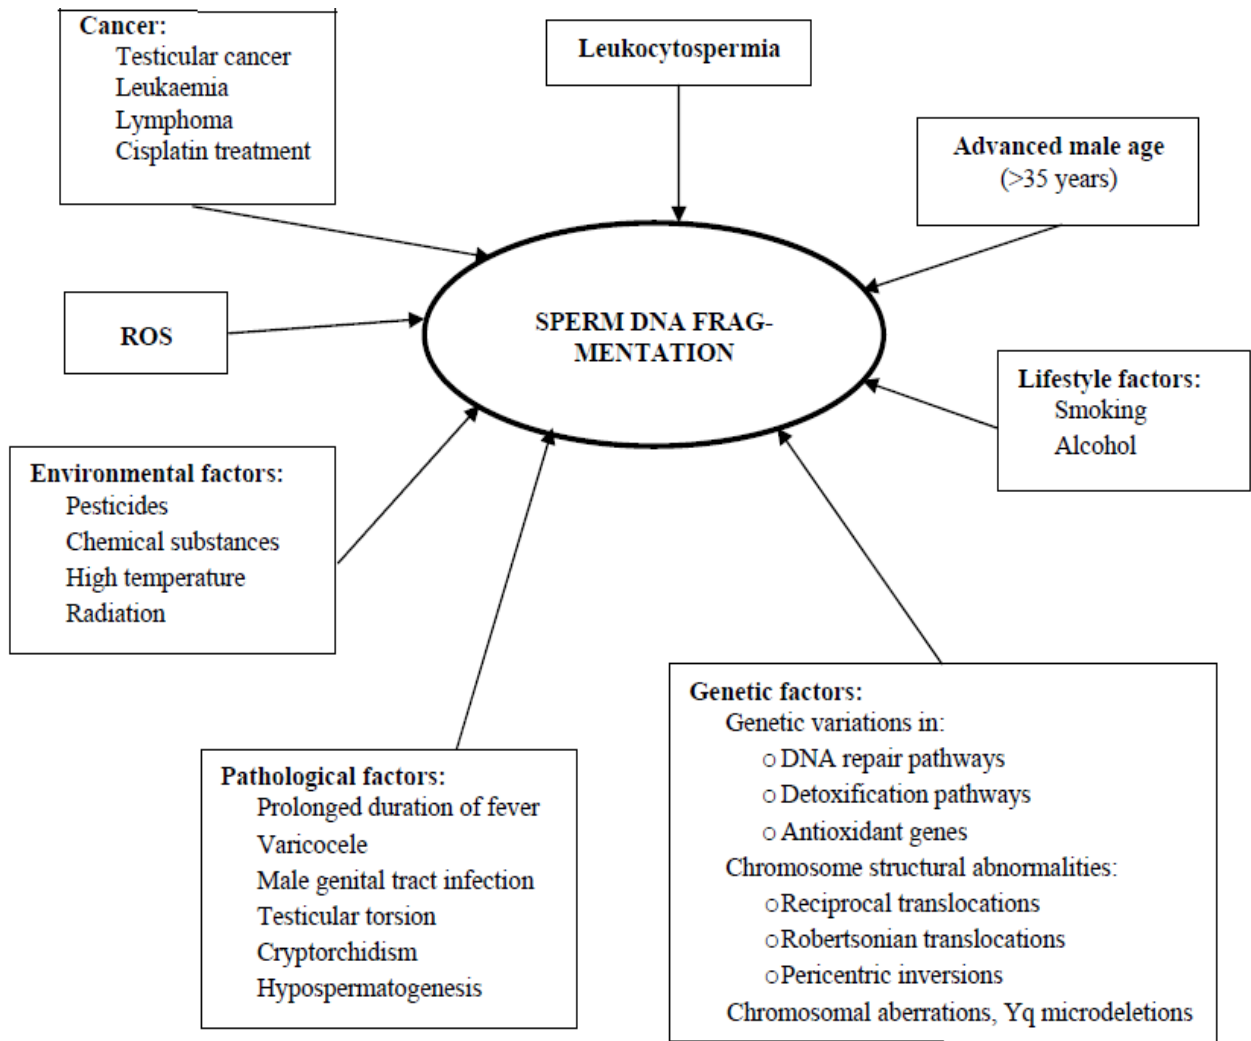 Cancer:
Testicular cancer
Leukaemia
Lymphoma
Cisplatin treatment
Leukocytospermia
Advanced male age
(>35 years)
ROS
SPERM DNA FRAG-
MENTATION
Lifestyle factors:
Smoking
Alcohol
Environmental factors:
Pesticides
Chemical substances
High temperature
Radiation
Pathological factors:
Prolonged duration of fever
Varicocele
Male genital tract infection
Testicular torsion
Cryptorchidism
Hypospermatogenesis
Genetic factors:
Genetic variations in:
○ DNA repair pathways
○ Detoxification pathways
○ Antioxidant genes
Chromosome structural abnormalities:
○ Reciprocal translocations
○ Robertsonian translocations
○ Pericentric inversions
Chromosomal aberrations, Yq microdeletions